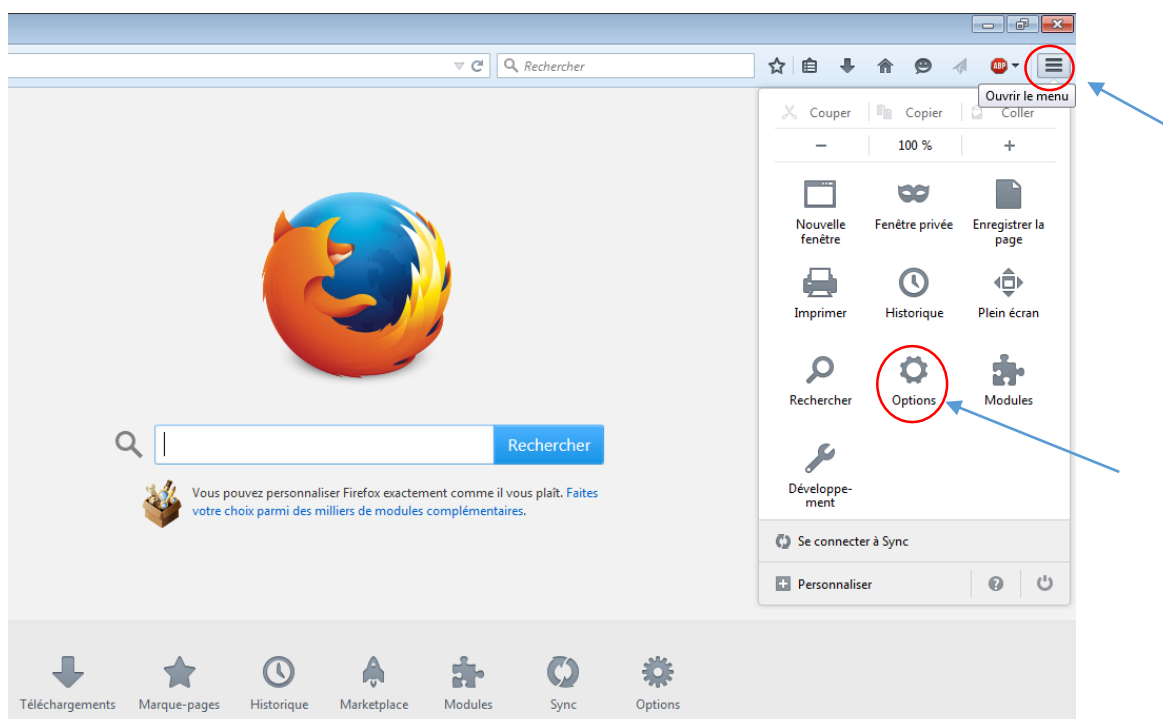 Rechercher
ABP
Ouvrir le menu
Couper
Copier
Coller
100 %
Nouvelle
fenêtre
Fenêtre privée
Enregistrer la
page
Imprimer
Historique
Plein écran
Rechercher
Options
Modules
Développe-
ment
Se connecter à Sync
Personnaliser
Rechercher
Vous pouvez personnaliser Firefox exactement comme il vous plaît. Faites
votre choix parmi des milliers de modules complémentaires.
Téléchargements
Marque-pages
Historique
Marketplace
Modules
Sync
Options